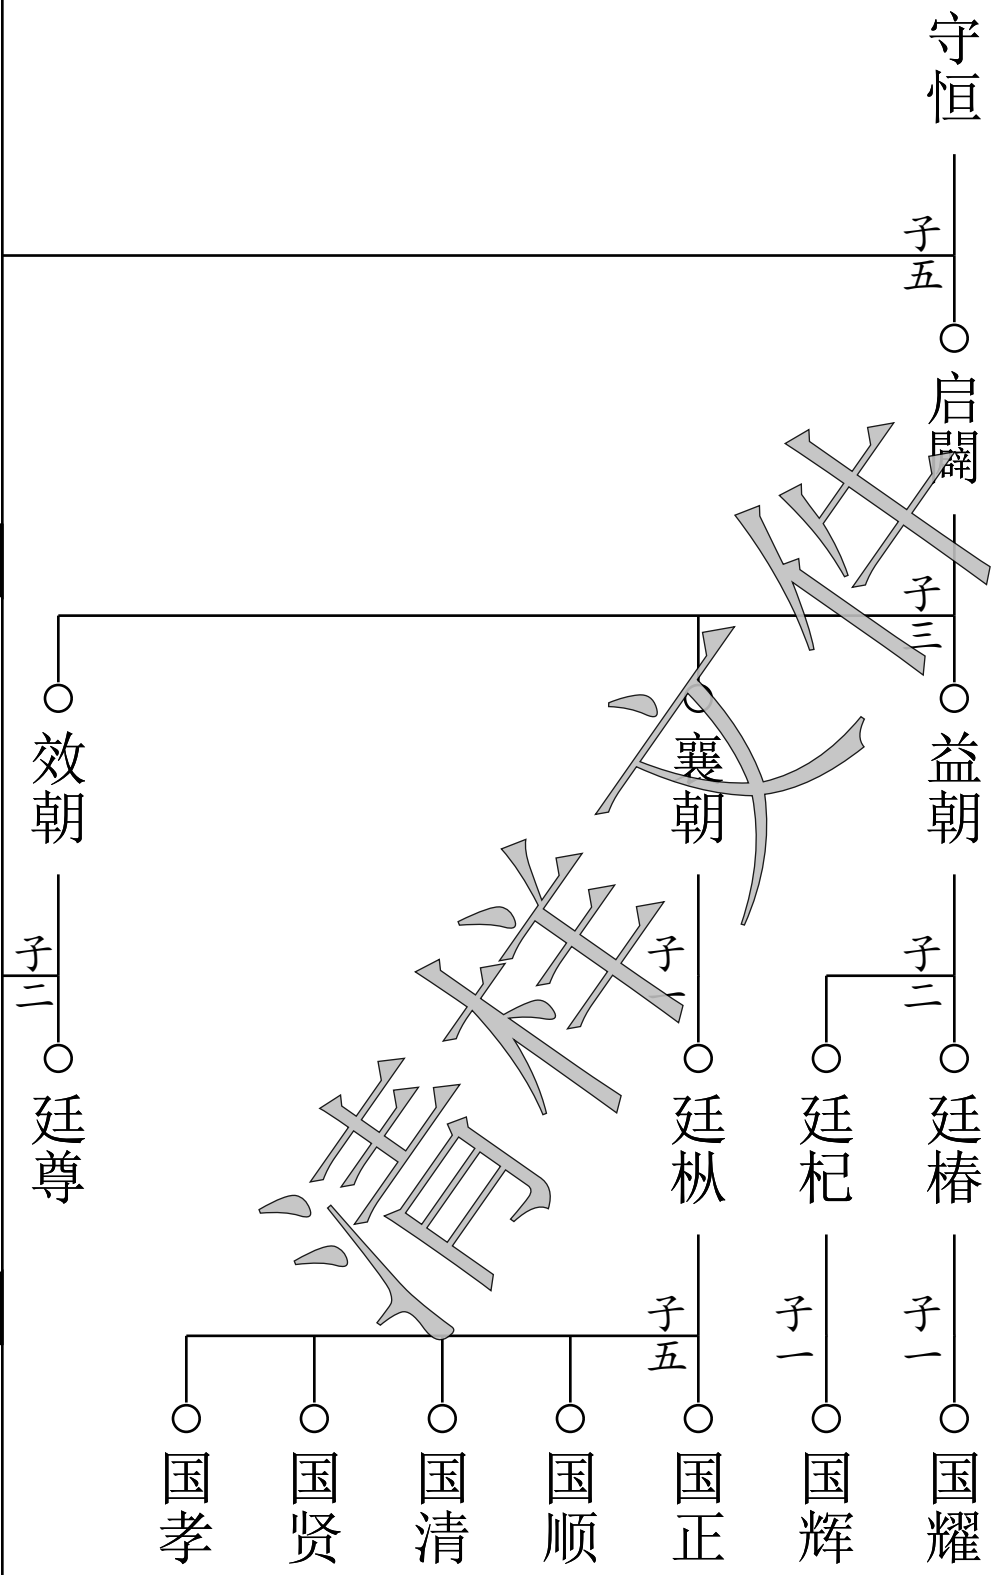 守恒
子五
启闢
子三
益朝
襄朝
效朝
子二
子一
子二
廷椿
廷杞
廷枞
廷尊
子一
子一
子五
国耀
国辉
国正
国顺
国清
国贤
国孝
清样文件